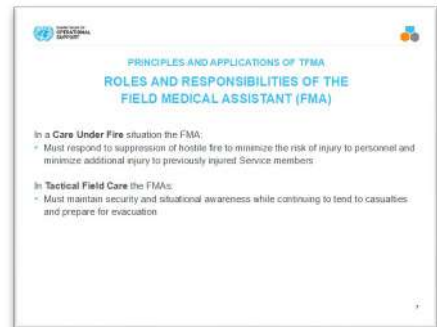 OPERATIONAL
SUPPORT
PRINCIPLES AND APPLICATIONS OF TFMA
ROLES AND RESPONSIBILITIES OF THE
FIELD MEDICAL ASSISTANT (FMA)
In a Care Under Fire situation the FMA:
• Must respond to suppression of hostile fire to minimize the risk of injury to personnel and
minimize additional injury to previously injured Service members
In Tactical Field Care the FMAs:
• Must maintain security and situational awareness while continuing to tend to casualties
and prepare for evacuation